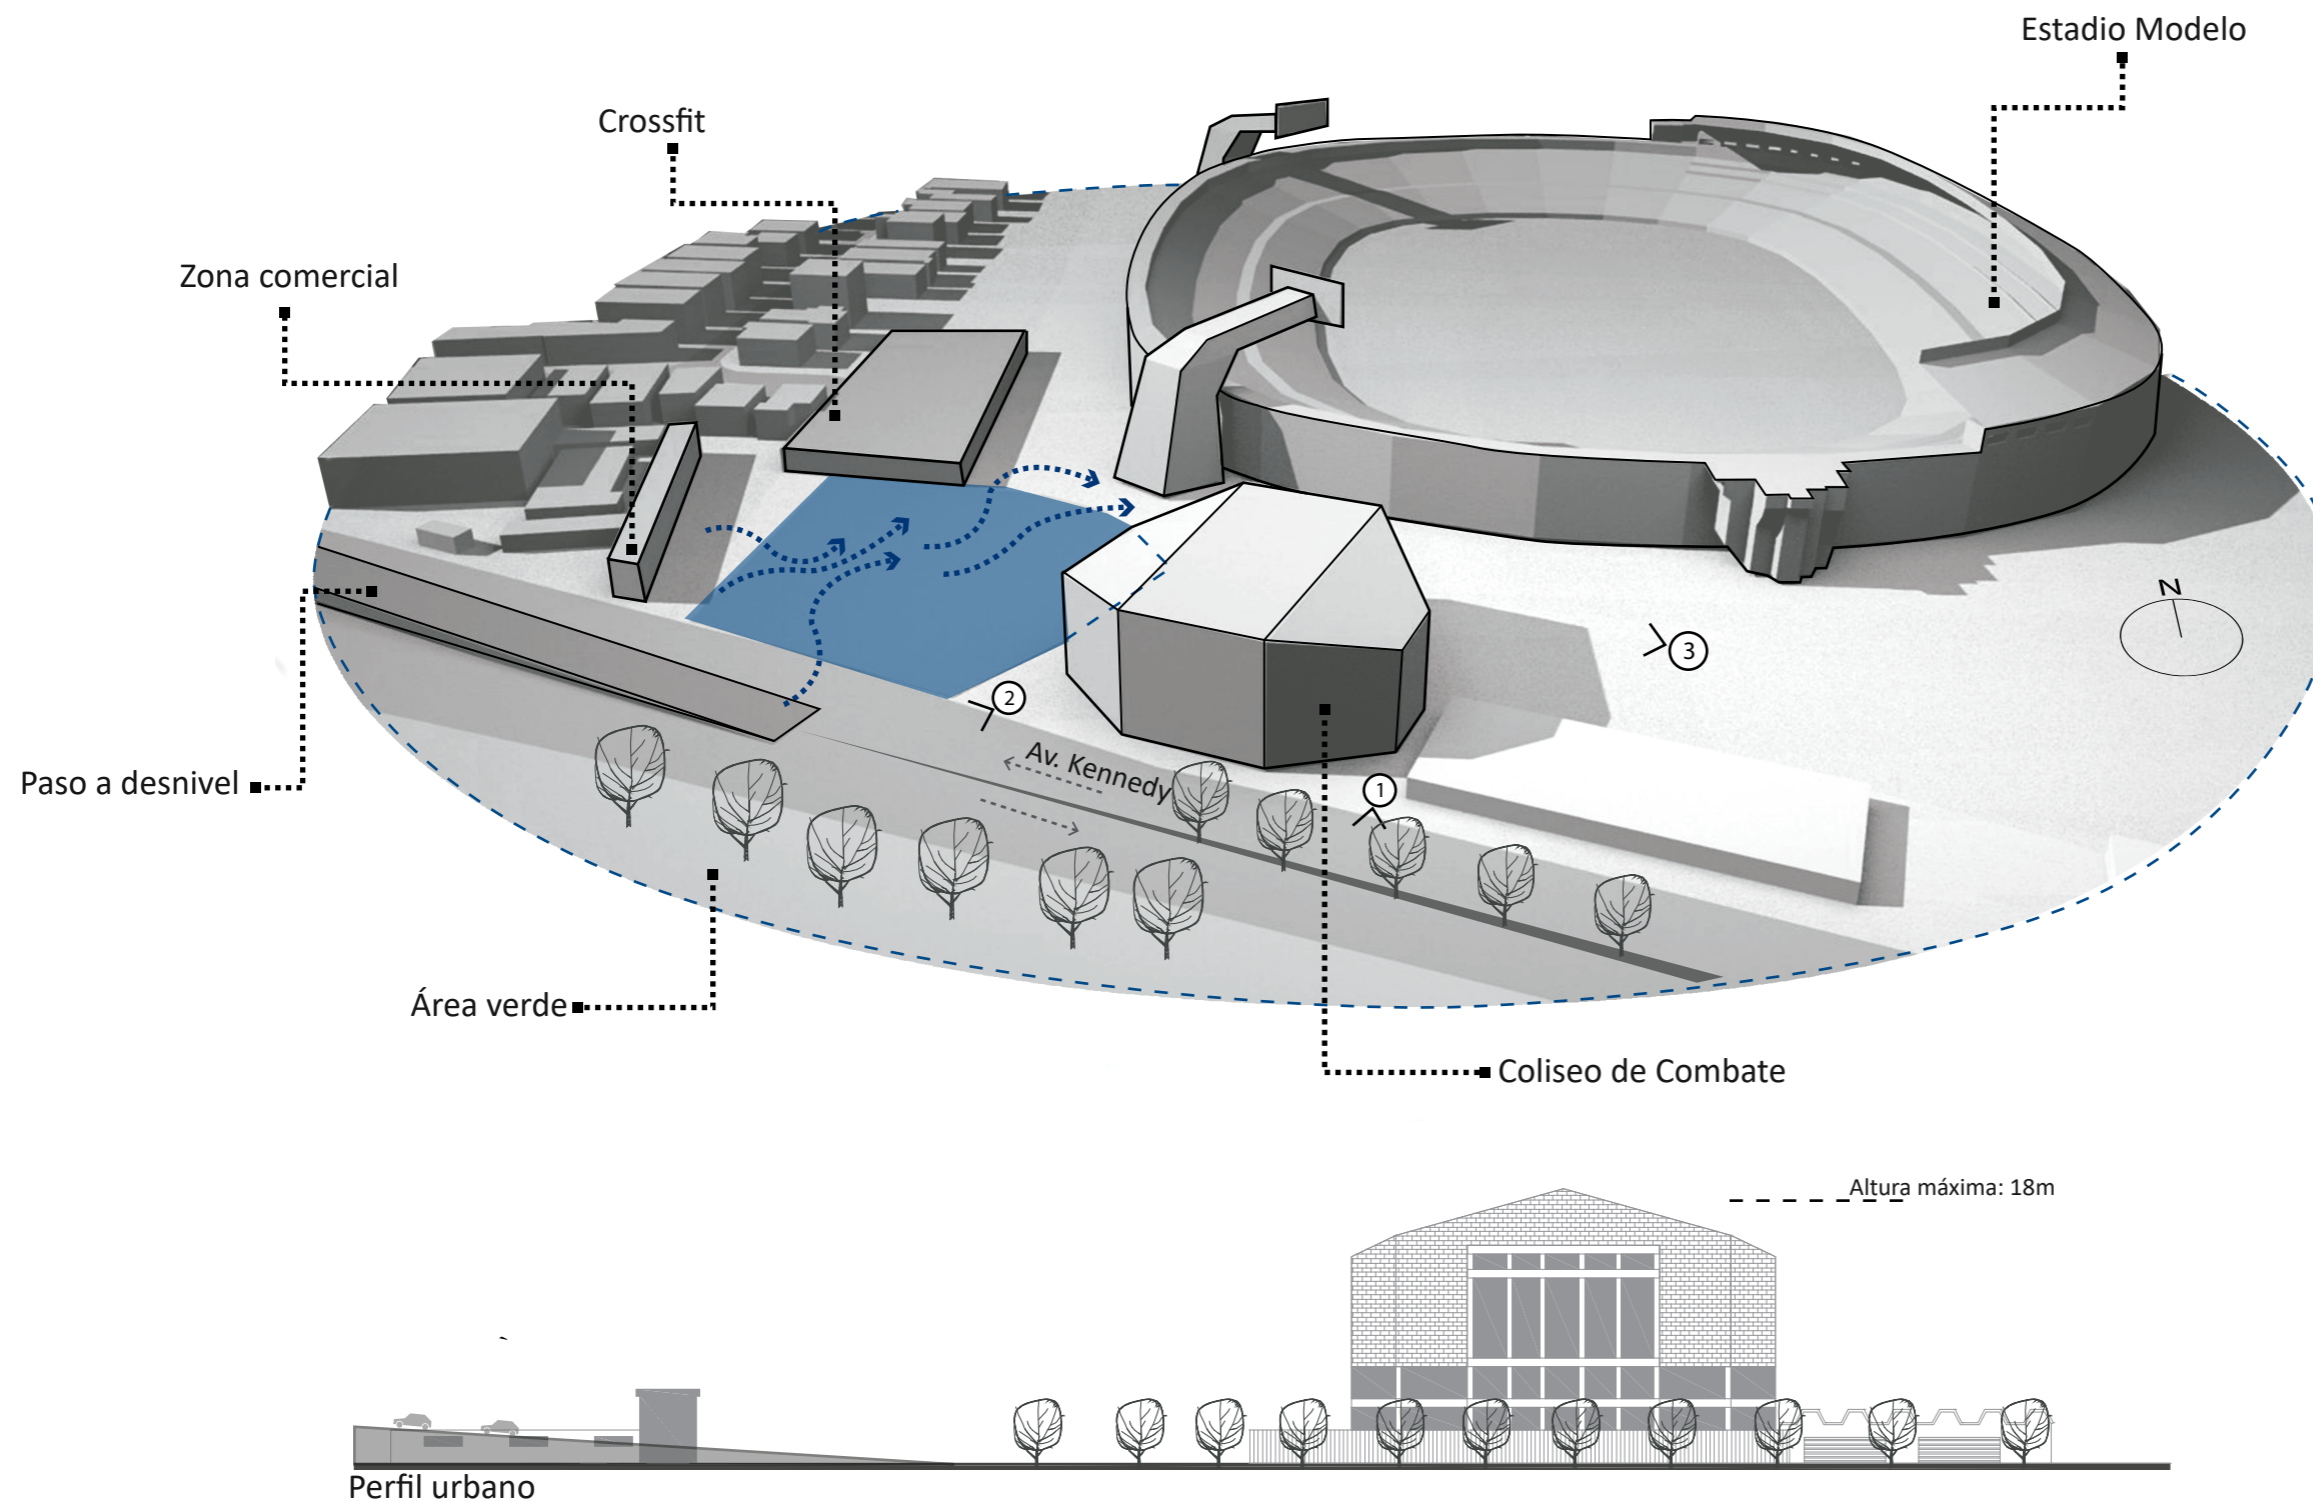 Estadio Modelo
Crossfit
Zona comercial
N
3
2
Av. Kennedy
Paso a desnivel
1
Área verde
Coliseo de Combate
Altura máxima: 18m
Perfil urbano